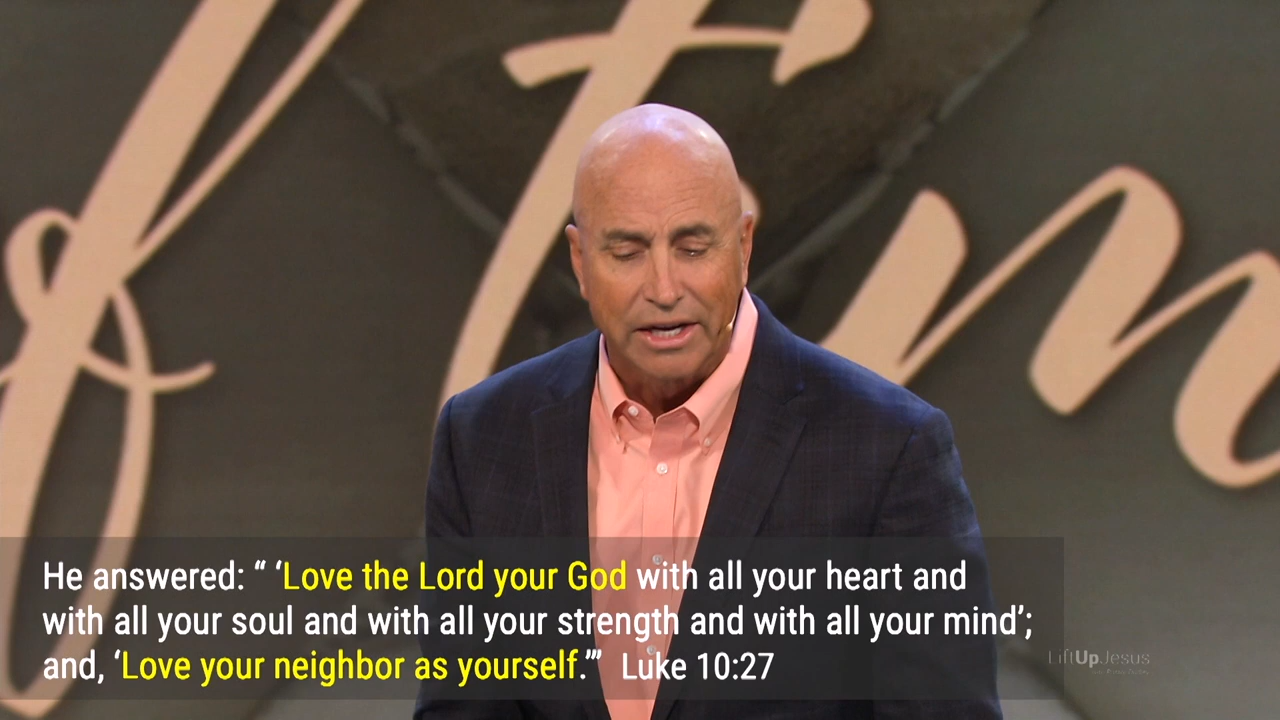 He answered: “ ‘Love the Lord your God with all your heart and
with all your soul and with all your strength and with all your mind’;
and, ‘Love your neighbor as yourself.’” Luke 10:27
LiftUpJesus